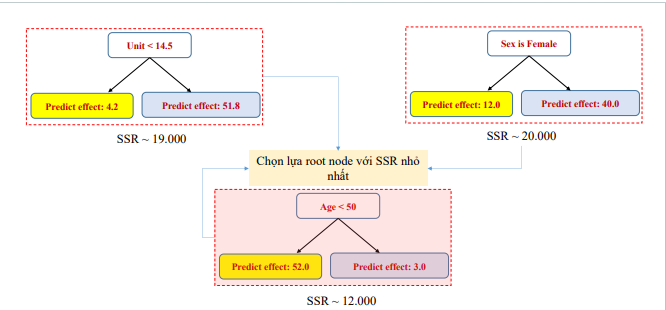 Unit < 14.5
Predict effect: 4.2
Predict effect: 51.8
SSR ~ 19.000
Sex is Female
Predict effect: 12.0
Predict effect: 40.0
SSR ~ 20.000
Chọn lựa root node với SSR nhỏ
nhất
Age < 50
Predict effect: 52.0
Predict effect: 3.0
SSR ~ 12.000